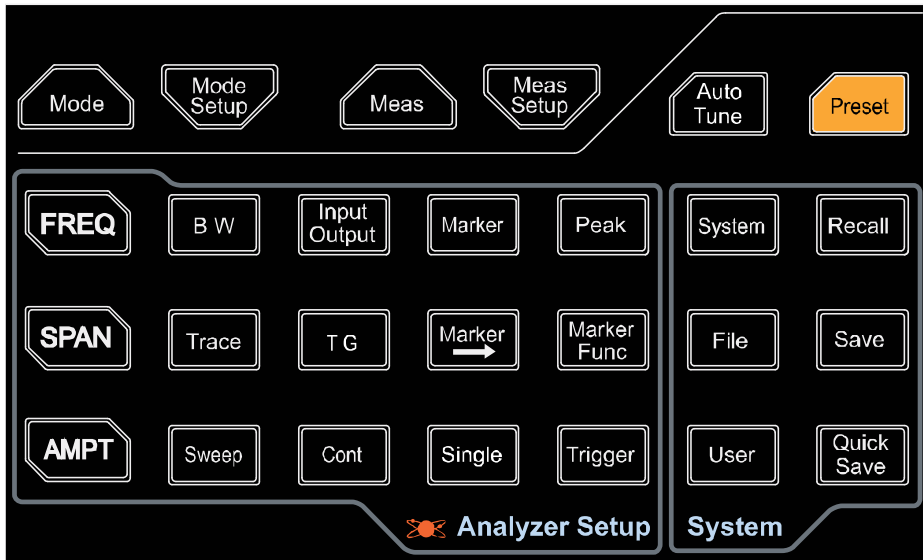 Mode
Mode
Setup
Meas
Meas
Setup
Auto
Tune
Preset
FREQ
B W
Input
Output
Marker
Peak
System
Recall
SPAN
Trace
T G
Marker
Marker
Func
File
Save
AMPT
Sweep
Cont
Single
Trigger
User
Quick
Save
Analyzer Setup
System